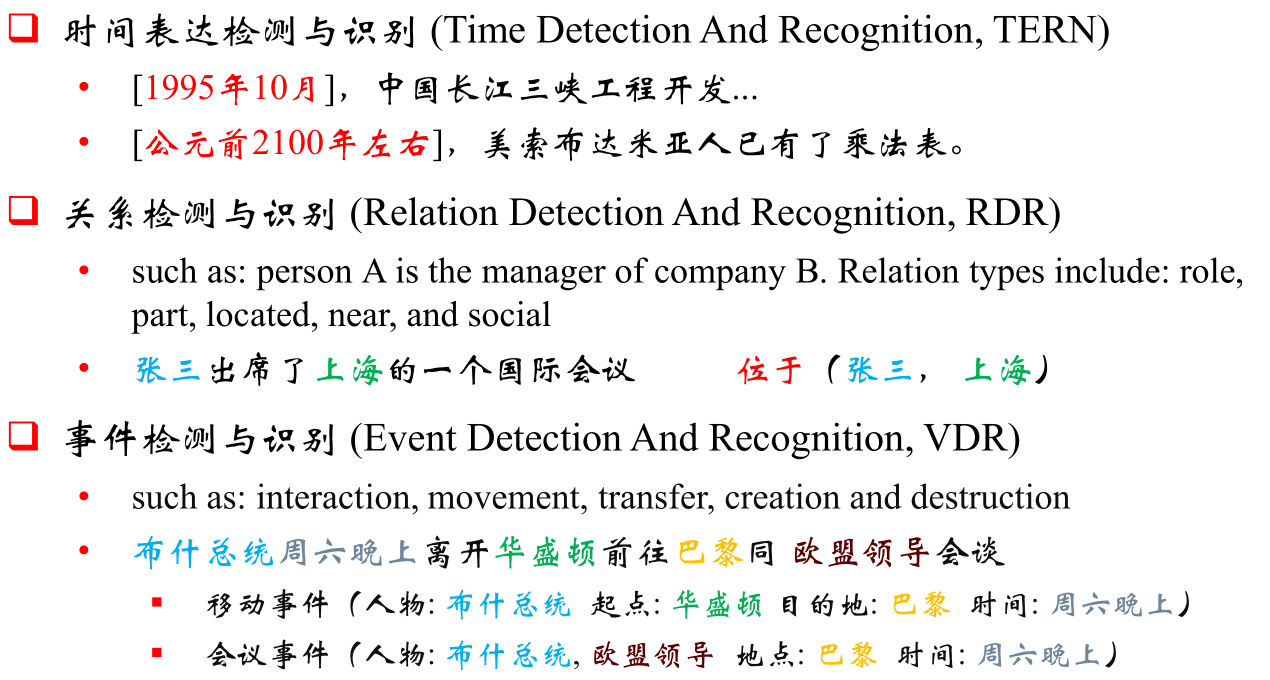 时间表达检测与识别 (Time Detection And Recognition, TERN)
[1995年10月]，中国长江三峡工程开发...
[公元前2100年左右]，美索布达米亚人已有了乘法表。
关系检测与识别 (Relation Detection And Recognition, RDR)
such as: person A is the manager of company B. Relation types include: role,
part, located, near, and social
张三出席了上海的一个国际会议 位于（张三， 上海）
事件检测与识别 (Event Detection And Recognition, VDR)
such as: interaction, movement, transfer, creation and destruction
布什总统周六晚上离开华盛顿前往巴黎同 欧盟领导会谈
移动事件（人物: 布什总统 起点: 华盛顿 目的地: 巴黎 时间: 周六晚上）
会议事件（人物: 布什总统, 欧盟领导 地点: 巴黎 时间: 周六晚上）